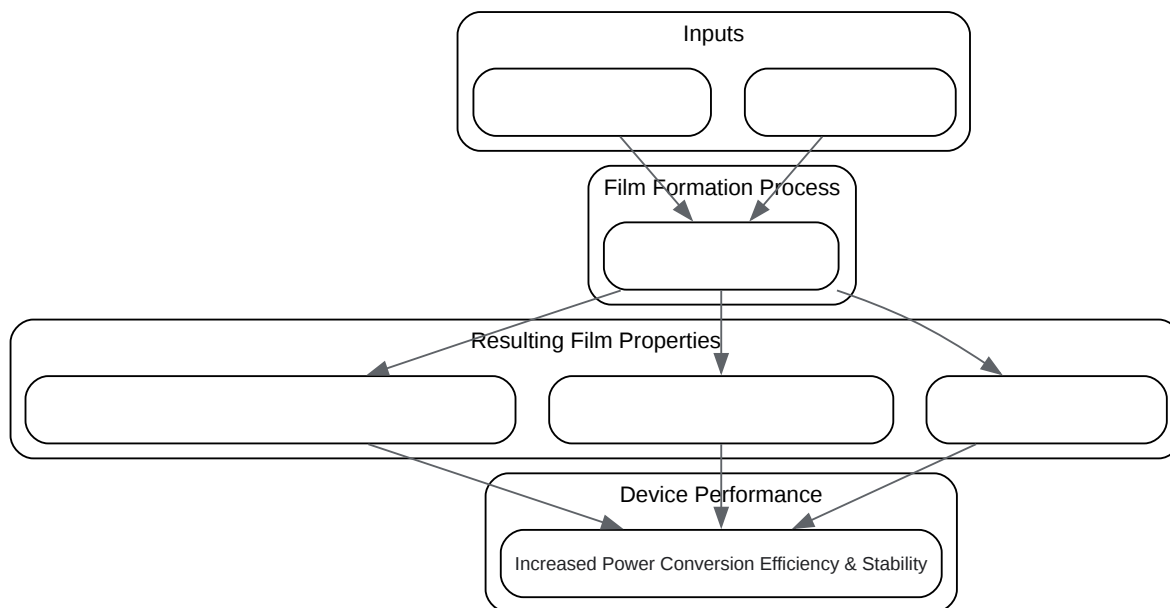 Inputs
Film Formation Process
Resulting Film Properties
Device Performance
Increased Power Conversion Efficiency & Stability